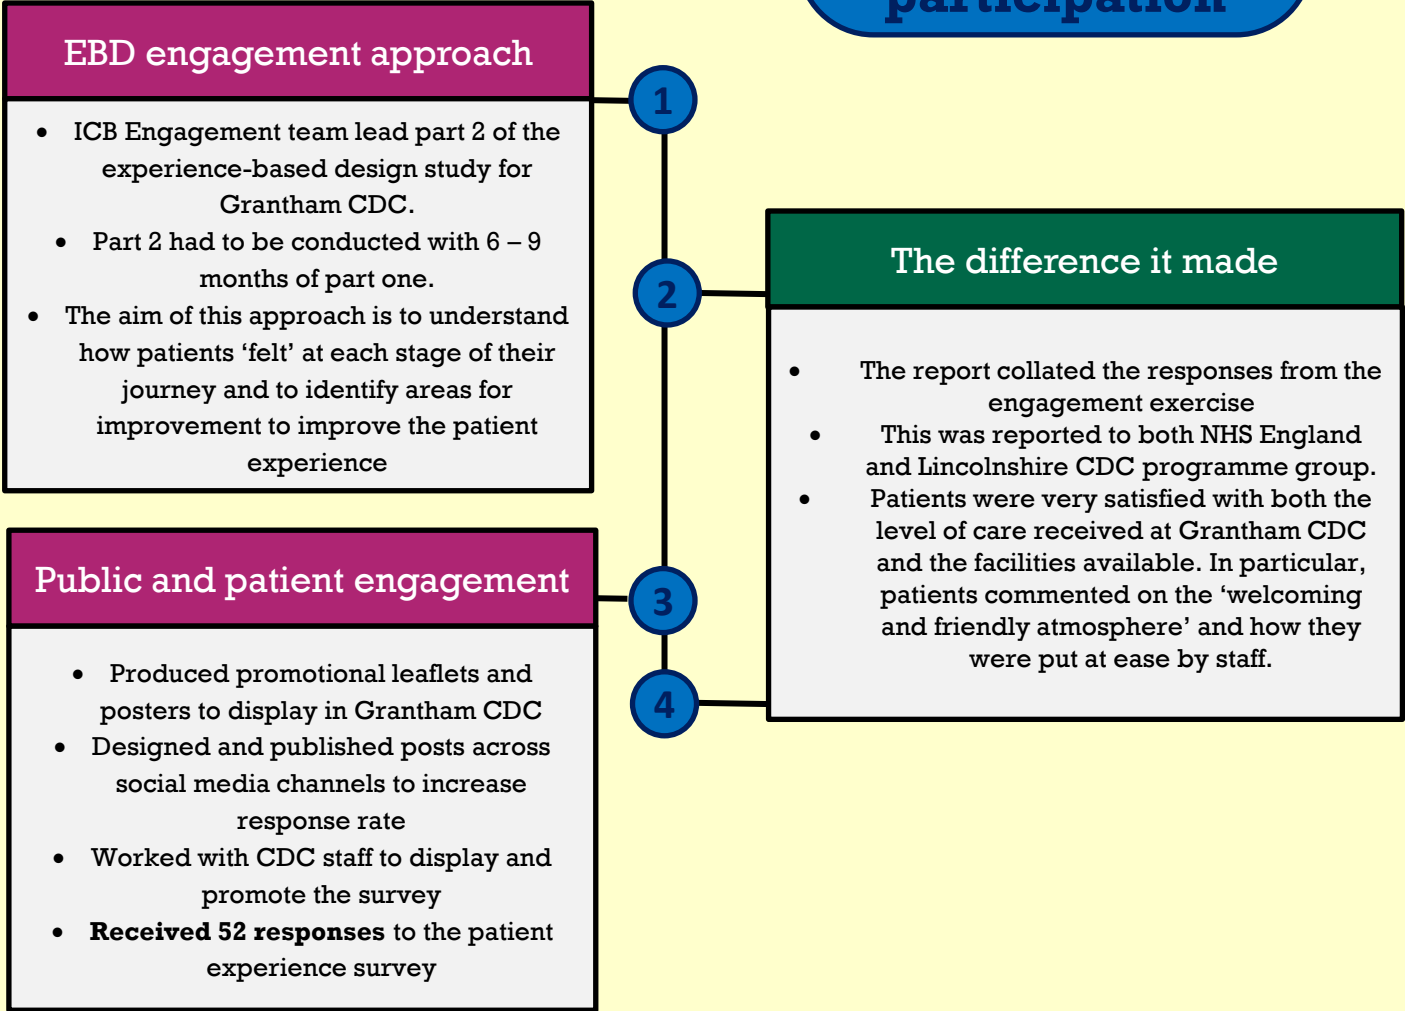 participation
EBD engagement approach
• ICB Engagement team lead part 2 of the
experience-based design study for
Grantham CDC.
• Part 2 had to be conducted with 6 – 9
months of part one.
• The aim of this approach is to understand
how patients ‘felt’ at each stage of their
journey and to identify areas for
improvement to improve the patient
experience
1
2
The difference it made
• The report collated the responses from the
engagement exercise
• This was reported to both NHS England
and Lincolnshire CDC programme group.
• Patients were very satisfied with both the
level of care received at Grantham CDC
and the facilities available. In particular,
patients commented on the ‘welcoming
and friendly atmosphere’ and how they
were put at ease by staff.
Public and patient engagement
• Produced promotional leaflets and
posters to display in Grantham CDC
• Designed and published posts across
social media channels to increase
response rate
• Worked with CDC staff to display and
promote the survey
• Received 52 responses to the patient
experience survey
3
4